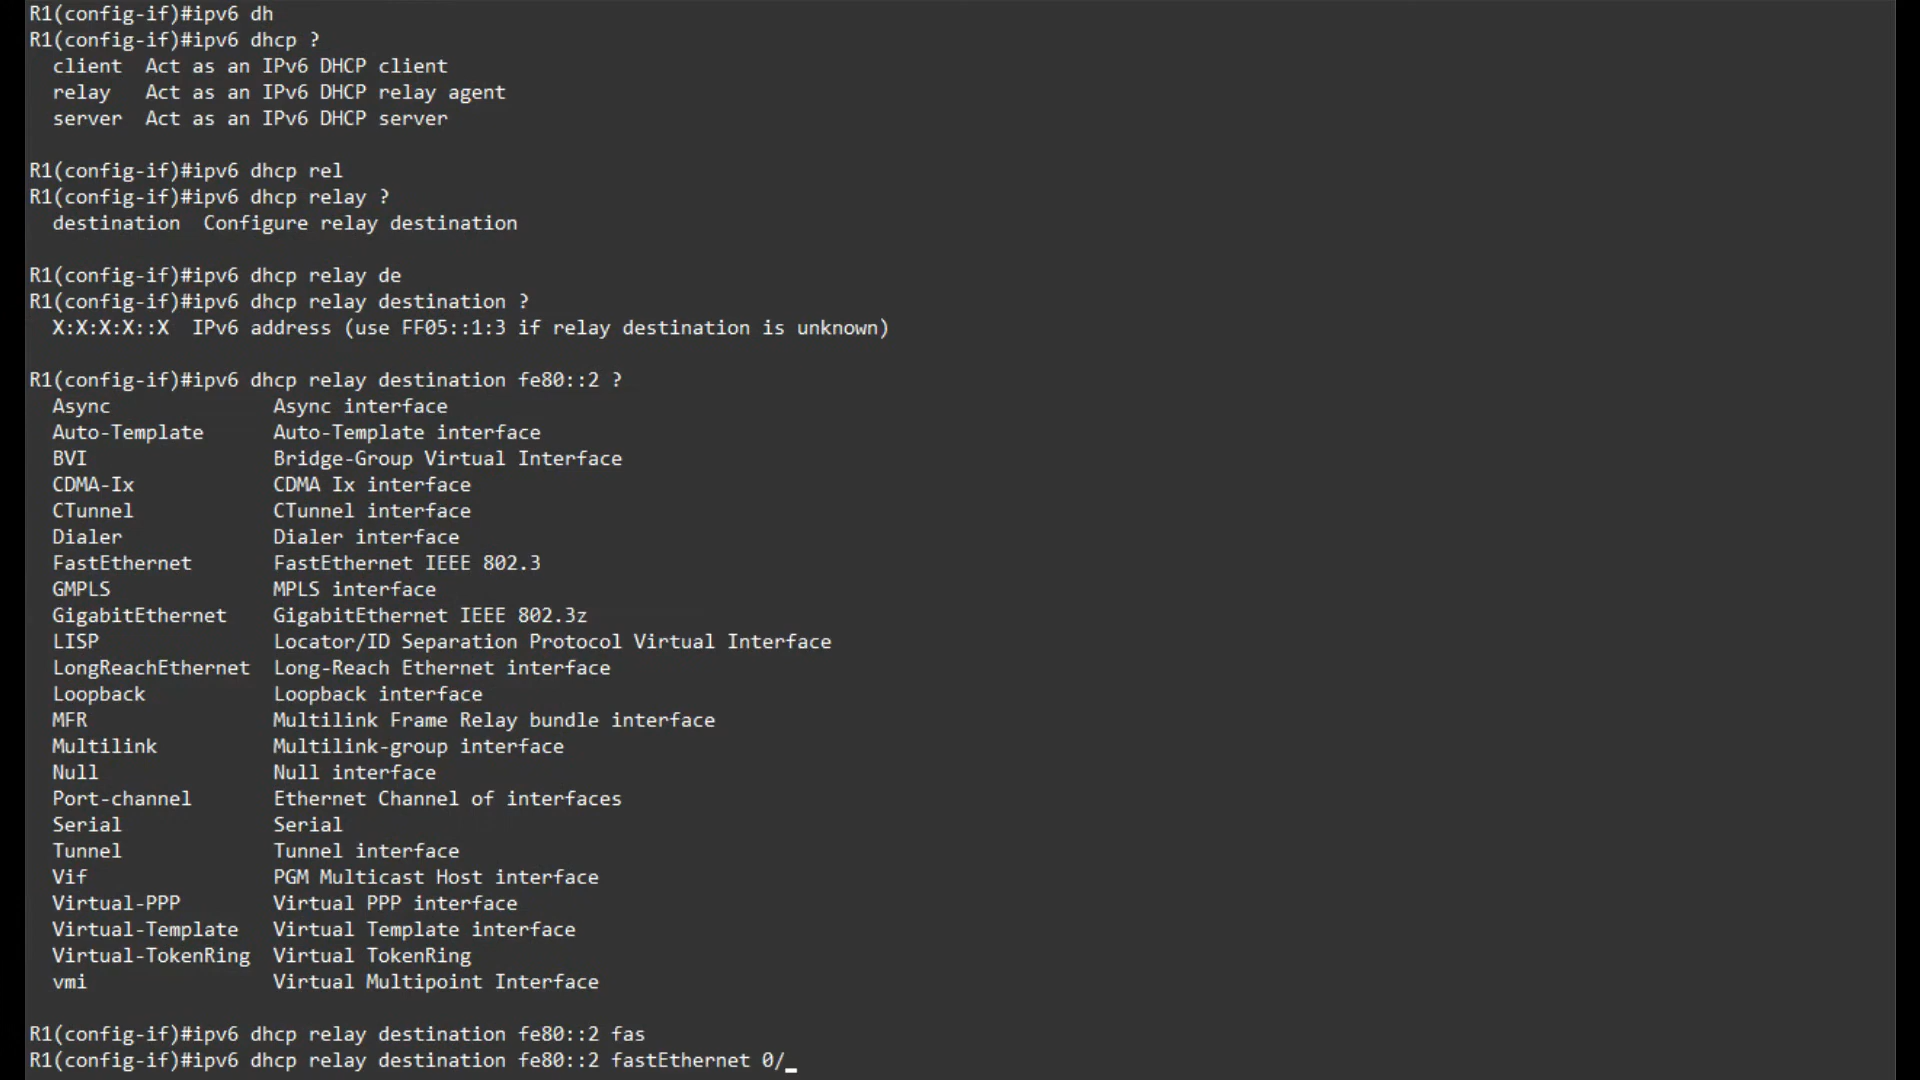 R1(config-if)#ipv6 dh
R1(config-if)#ipv6 dhcp ?
  client  Act as an IPv6 DHCP client
  relay   Act as an IPv6 DHCP relay agent
  server  Act as an IPv6 DHCP server

R1(config-if)#ipv6 dhcp rel
R1(config-if)#ipv6 dhcp relay ?
  destination  Configure relay destination

R1(config-if)#ipv6 dhcp relay de
R1(config-if)#ipv6 dhcp relay destination ?
  X:X:X:X::X  IPv6 address (use FF05::1:3 if relay destination is unknown)

R1(config-if)#ipv6 dhcp relay destination fe80::2 ?
  Async              Async interface
  Auto-Template      Auto-Template interface
  BVI                Bridge-Group Virtual Interface
  CDMA-Ix            CDMA Ix interface
  CTunnel            CTunnel interface
  Dialer             Dialer interface
  FastEthernet       FastEthernet IEEE 802.3
  GMPLS              MPLS interface
  GigabitEthernet    GigabitEthernet IEEE 802.3z
  LISP               Locator/ID Separation Protocol Virtual Interface
  LongReachEthernet  Long-Reach Ethernet interface
  Loopback           Loopback interface
  MFR                Multilink Frame Relay bundle interface
  Multilink          Multilink-group interface
  Null               Null interface
  Port-channel       Ethernet Channel of interfaces
  Serial             Serial
  Tunnel             Tunnel interface
  Vif                PGM Multicast Host interface
  Virtual-PPP        Virtual PPP interface
  Virtual-Template   Virtual Template interface
  Virtual-TokenRing  Virtual TokenRing
  vmi                Virtual Multipoint Interface

R1(config-if)#ipv6 dhcp relay destination fe80::2 fas
R1(config-if)#ipv6 dhcp relay destination fe80::2 fastEthernet 0/_